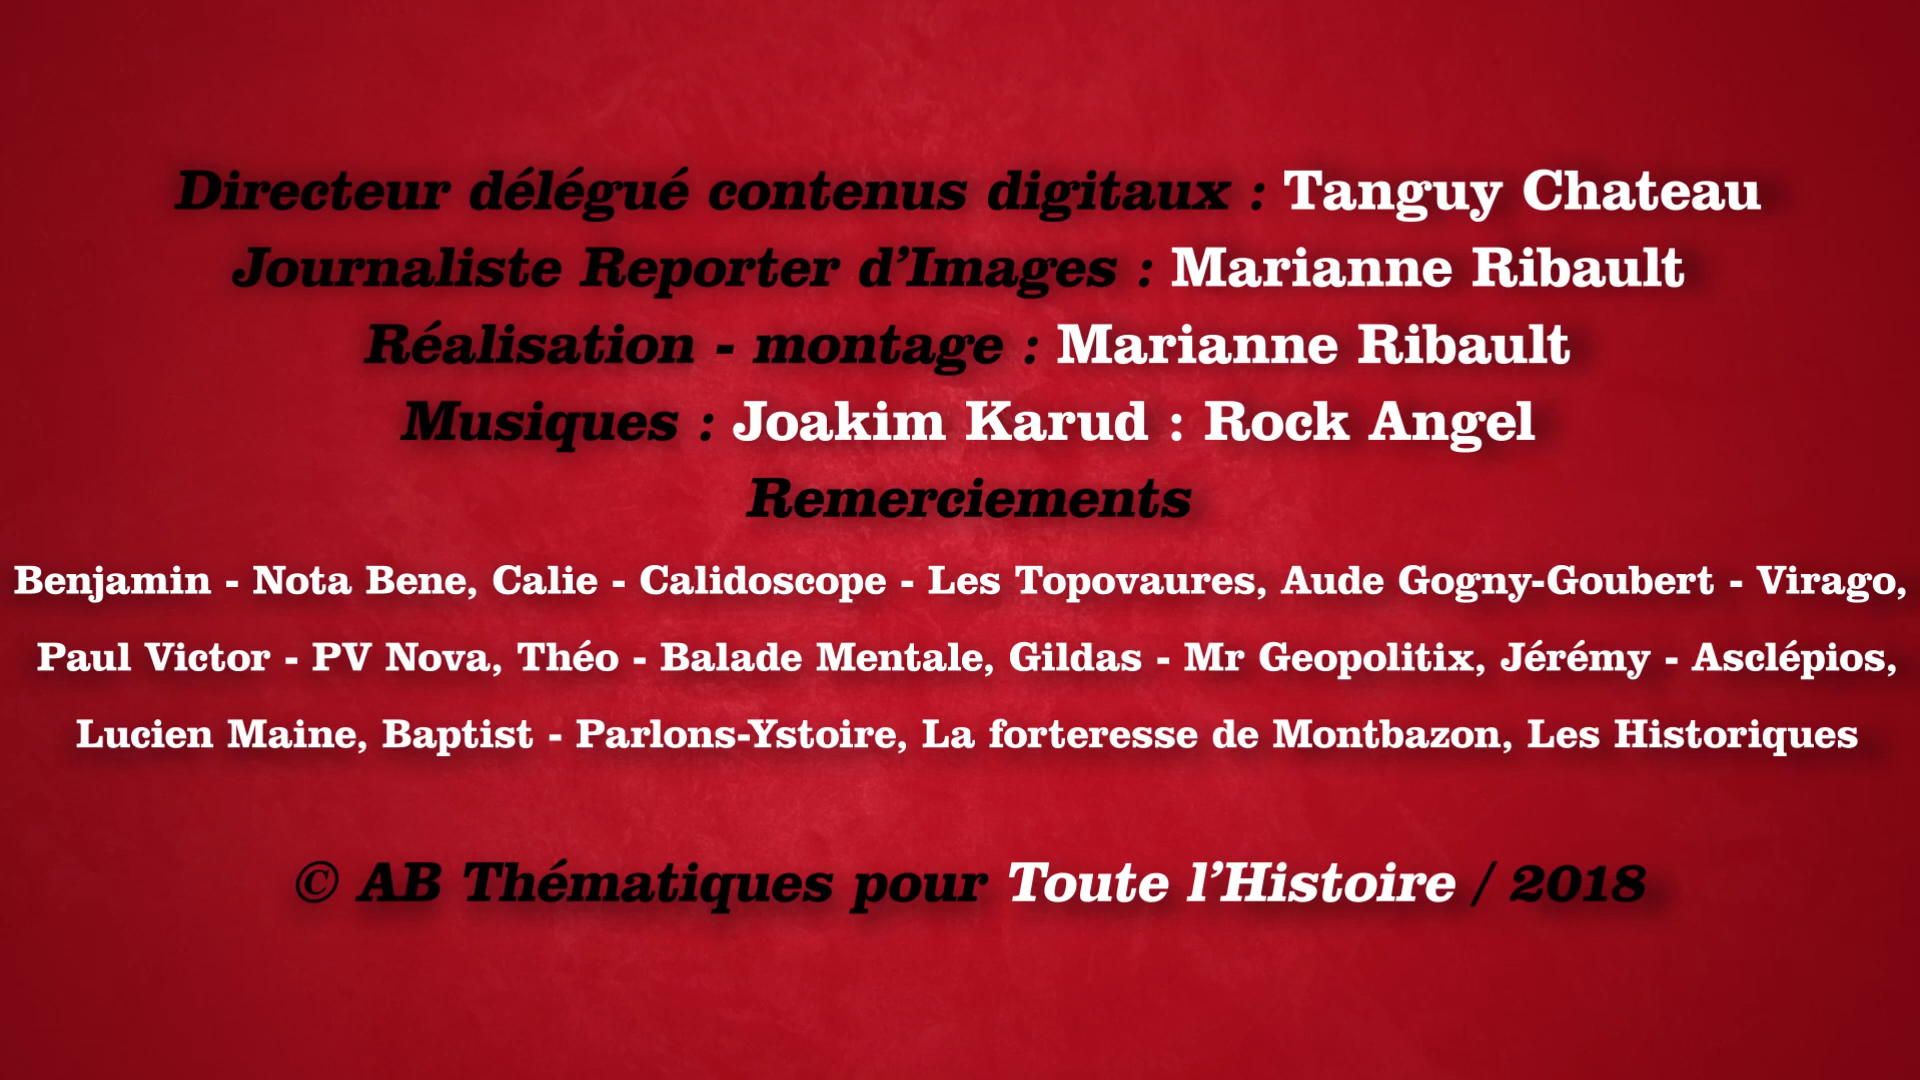 Directeur délégué contenus digitaux : Tanguy Chateau
Journaliste Reporter d’Images : Marianne Ribault
Réalisation - montage : Marianne Ribault
Musiques : Joakim Karud : Rock Angel
Remerciements
Benjamin - Nota Bene, Calie - Calidoscope - Les Topovaures, Aude Gogny-Goubert - Virago,
Paul Victor - PV Nova, Théo - Balade Mentale, Gildas - Mr Geopolitix, Jérémy - Asclépios,
Lucien Maine, Baptist - Parlons-Ystoire, La forteresse de Montbazon, Les Historiques
© AB Thématiques pour Toute l’Histoire / 2018